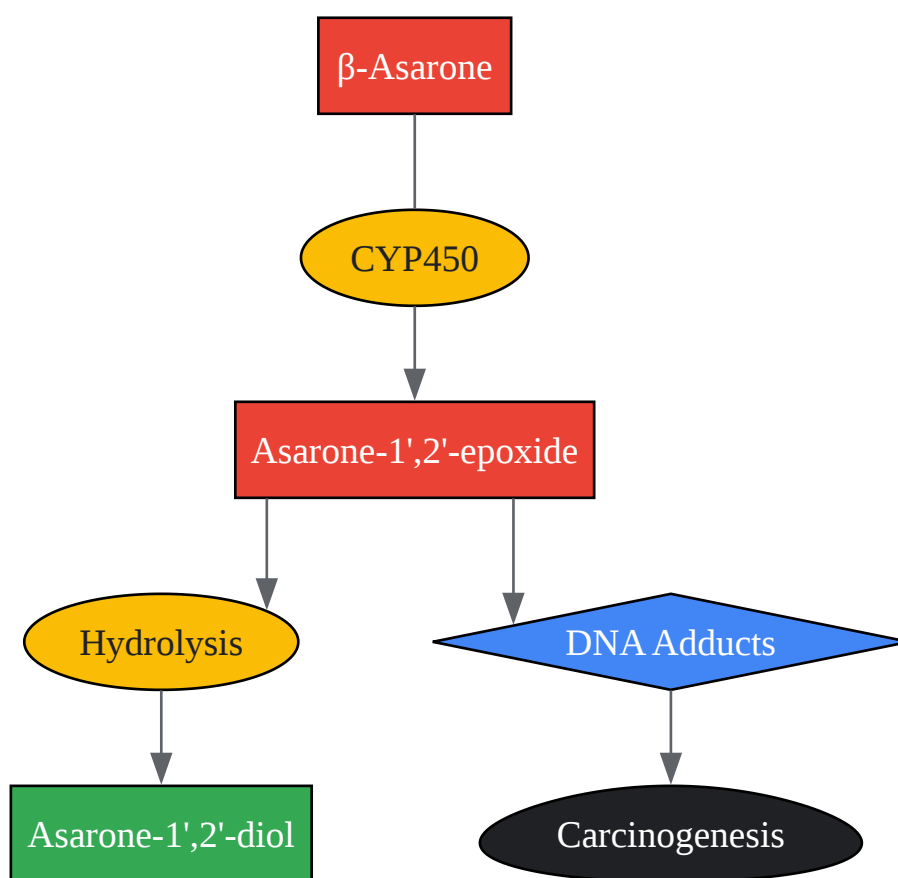 β-Asarone
CYP450
Asarone-1',2'-epoxide
Hydrolysis
DNA Adducts
Asarone-1',2'-diol
Carcinogenesis